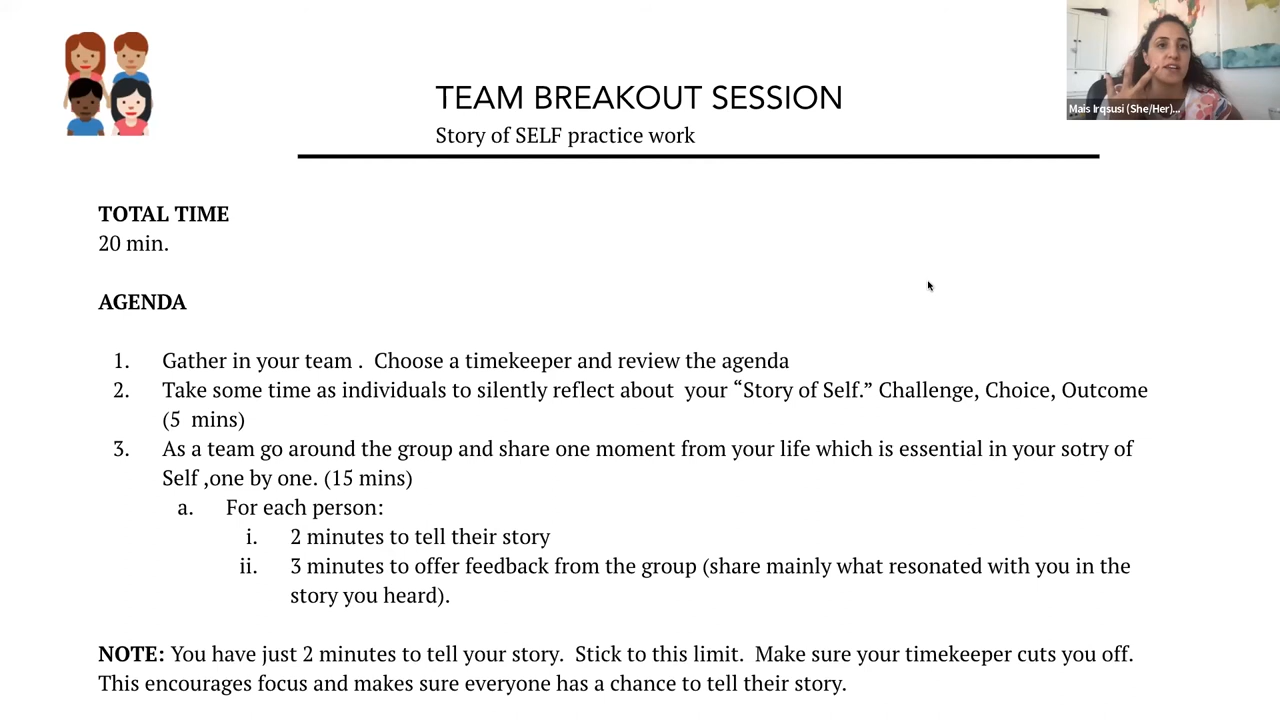 TEAM BREAKOUT SESSION
Story of SELF practice work
Mais Irqsusi (She/Her)...
TOTAL TIME
20 min.
AGENDA
1. Gather in your team .  Choose a timekeeper and review the agenda
2. Take some time as individuals to silently reflect about  your “Story of Self.” Challenge, Choice, Outcome
(5  mins)
3. As a team go around the group and share one moment from your life which is essential in your sotry of
Self ,one by one. (15 mins)
a. For each person:
i. 2 minutes to tell their story
ii. 3 minutes to offer feedback from the group (share mainly what resonated with you in the
story you heard).
NOTE: You have just 2 minutes to tell your story.  Stick to this limit.  Make sure your timekeeper cuts you off.
This encourages focus and makes sure everyone has a chance to tell their story.